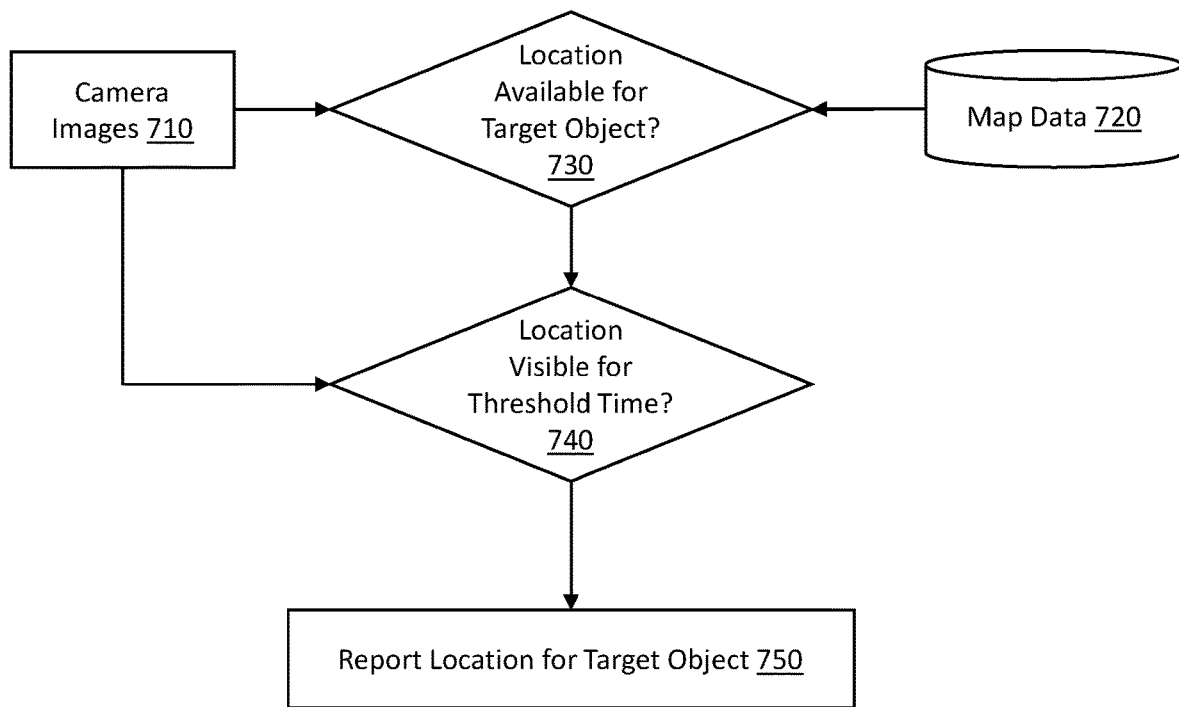 Camera
Images 710
Location
Available for
Target Object?
730
Map Data 720
Location
Visible for
Threshold Time?
740
Report Location for Target Object 750